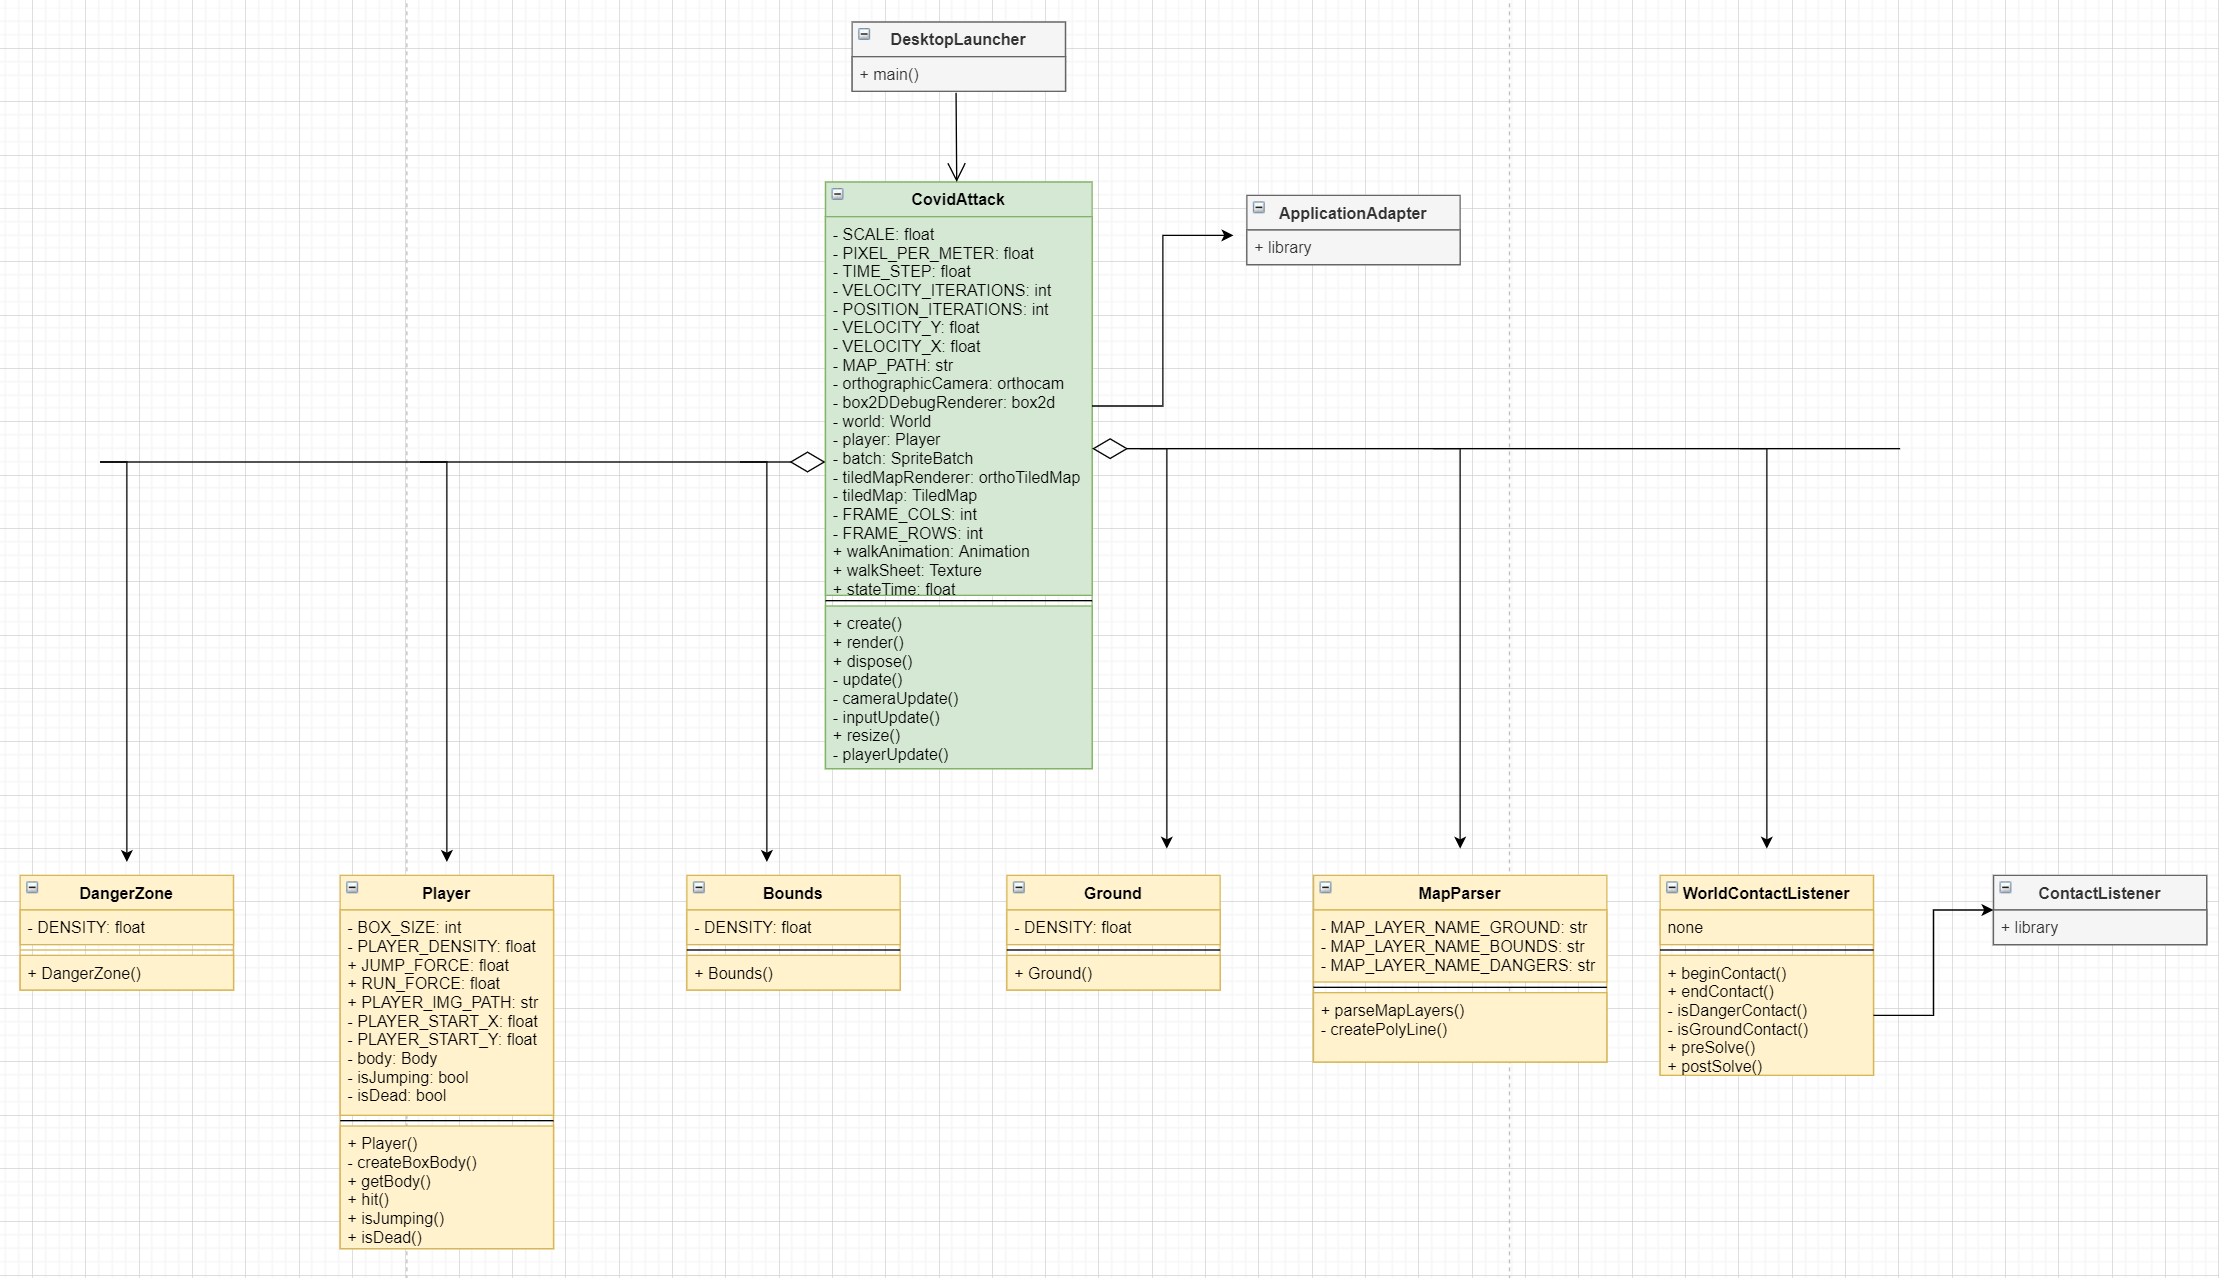 DesktopLauncher
+ main()
CovidAttack
- SCALE: float
- PIXEL_PER_METER: float
- TIME_STEP: float
- VELOCITY_ITERATIONS: int
- POSITION_ITERATIONS: int
- VELOCITY_Y: float
- VELOCITY_X: float
- MAP_PATH: str
- orthographicCamera: orthocam
- box2DDebugRenderer: box2d
- world: World
- player: Player
- batch: SpriteBatch
- tiledMapRenderer: orthoTiledMap
- tiledMap: TiledMap
- FRAME_COLS: int
- FRAME_ROWS: int
+ walkAnimation: Animation
+ walkSheet: Texture
+ stateTime: float
+ create()
+ render()
+ dispose()
- update()
- cameraUpdate()
- inputUpdate()
+ resize()
- playerUpdate()
ApplicationAdapter
+ library
DangerZone
- DENSITY: float
+ DangerZone()
Player
- BOX_SIZE: int
- PLAYER_DENSITY: float
+ JUMP_FORCE: float
+ RUN_FORCE: float
+ PLAYER_IMG_PATH: str
- PLAYER_START_X: float
- PLAYER_START_Y: float
- body: Body
- isJumping: bool
- isDead: bool
+ Player()
- createBoxBody()
+ getBody()
+ hit()
+ isJumping()
+ isDead()
Bounds
- DENSITY: float
+ Bounds()
Ground
- DENSITY: float
+ Ground()
MapParser
- MAP_LAYER_NAME_GROUND: str
- MAP_LAYER_NAME_BOUNDS: str
- MAP_LAYER_NAME_DANGERS: str
+ parseMapLayers()
- createPolyLine()
WorldContactListener
none
+ beginContact()
+ endContact()
- isDangerContact()
- isGroundContact()
+ preSolve()
+ postSolve()
ContactListener
+ library